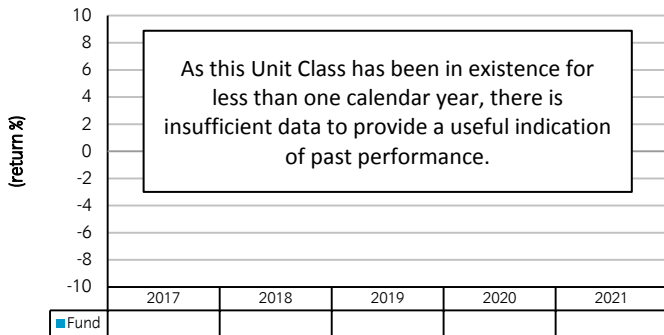 10
8
6
4
2
0
-2
-4
-6
-8
-10
(return %)
As this Unit Class has been in existence for
less than one calendar year, there is
insufficient data to provide a useful indication
of past performance.
2017 2018 2019 2020 2021
Fund